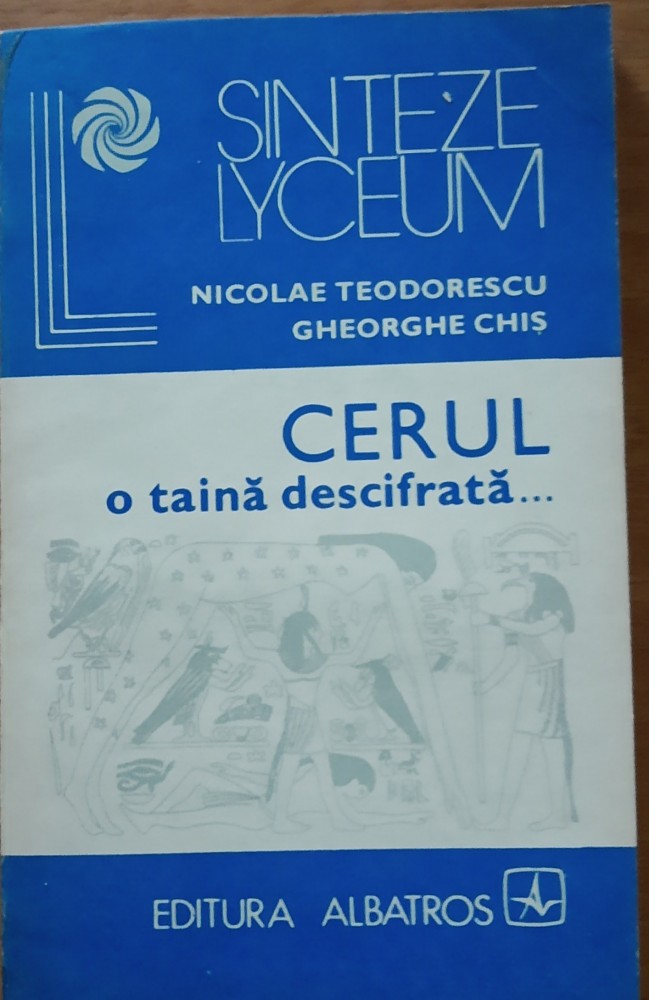 SINTEZE
LYCEUM
NICOLAE TEODORESCU
GHEORGHE CHIȘ
CERUL
o taină descifrată...
EDITURA ALBATROS